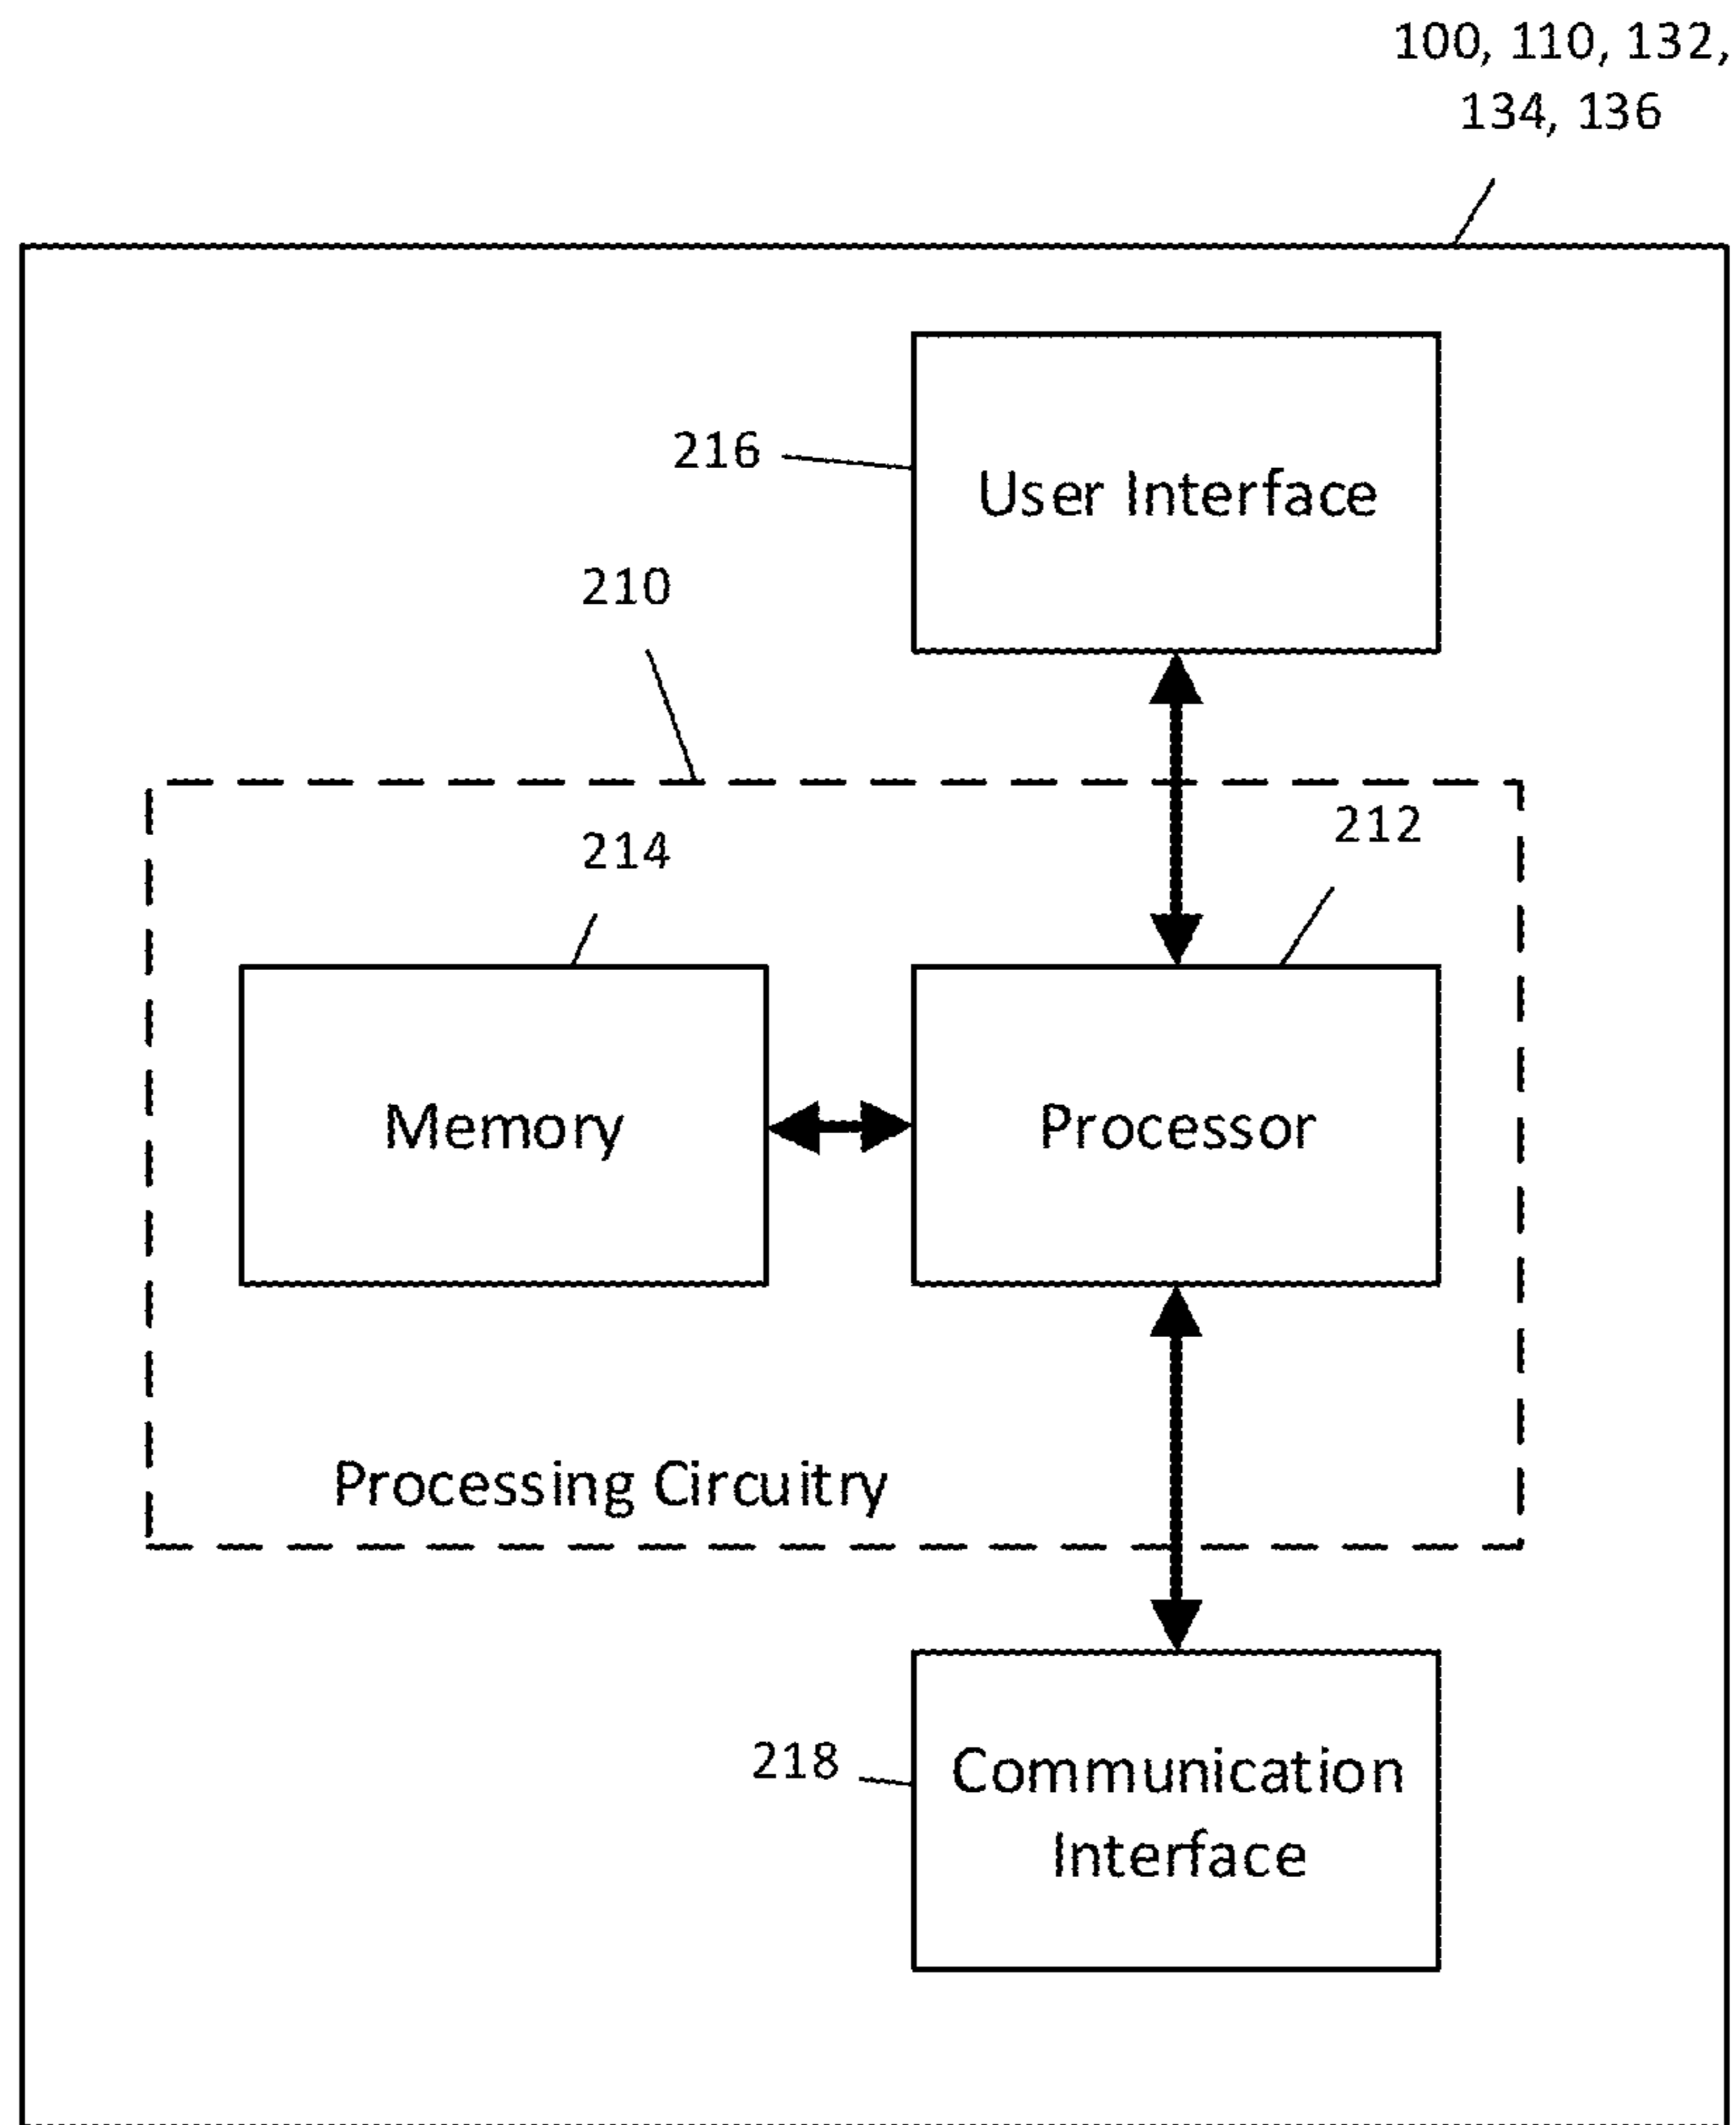 100, 110, 132,
134, 136
216
User Interface
210
212
214
Memory
Processor
Processing Circuitry
218
Communication
Interface